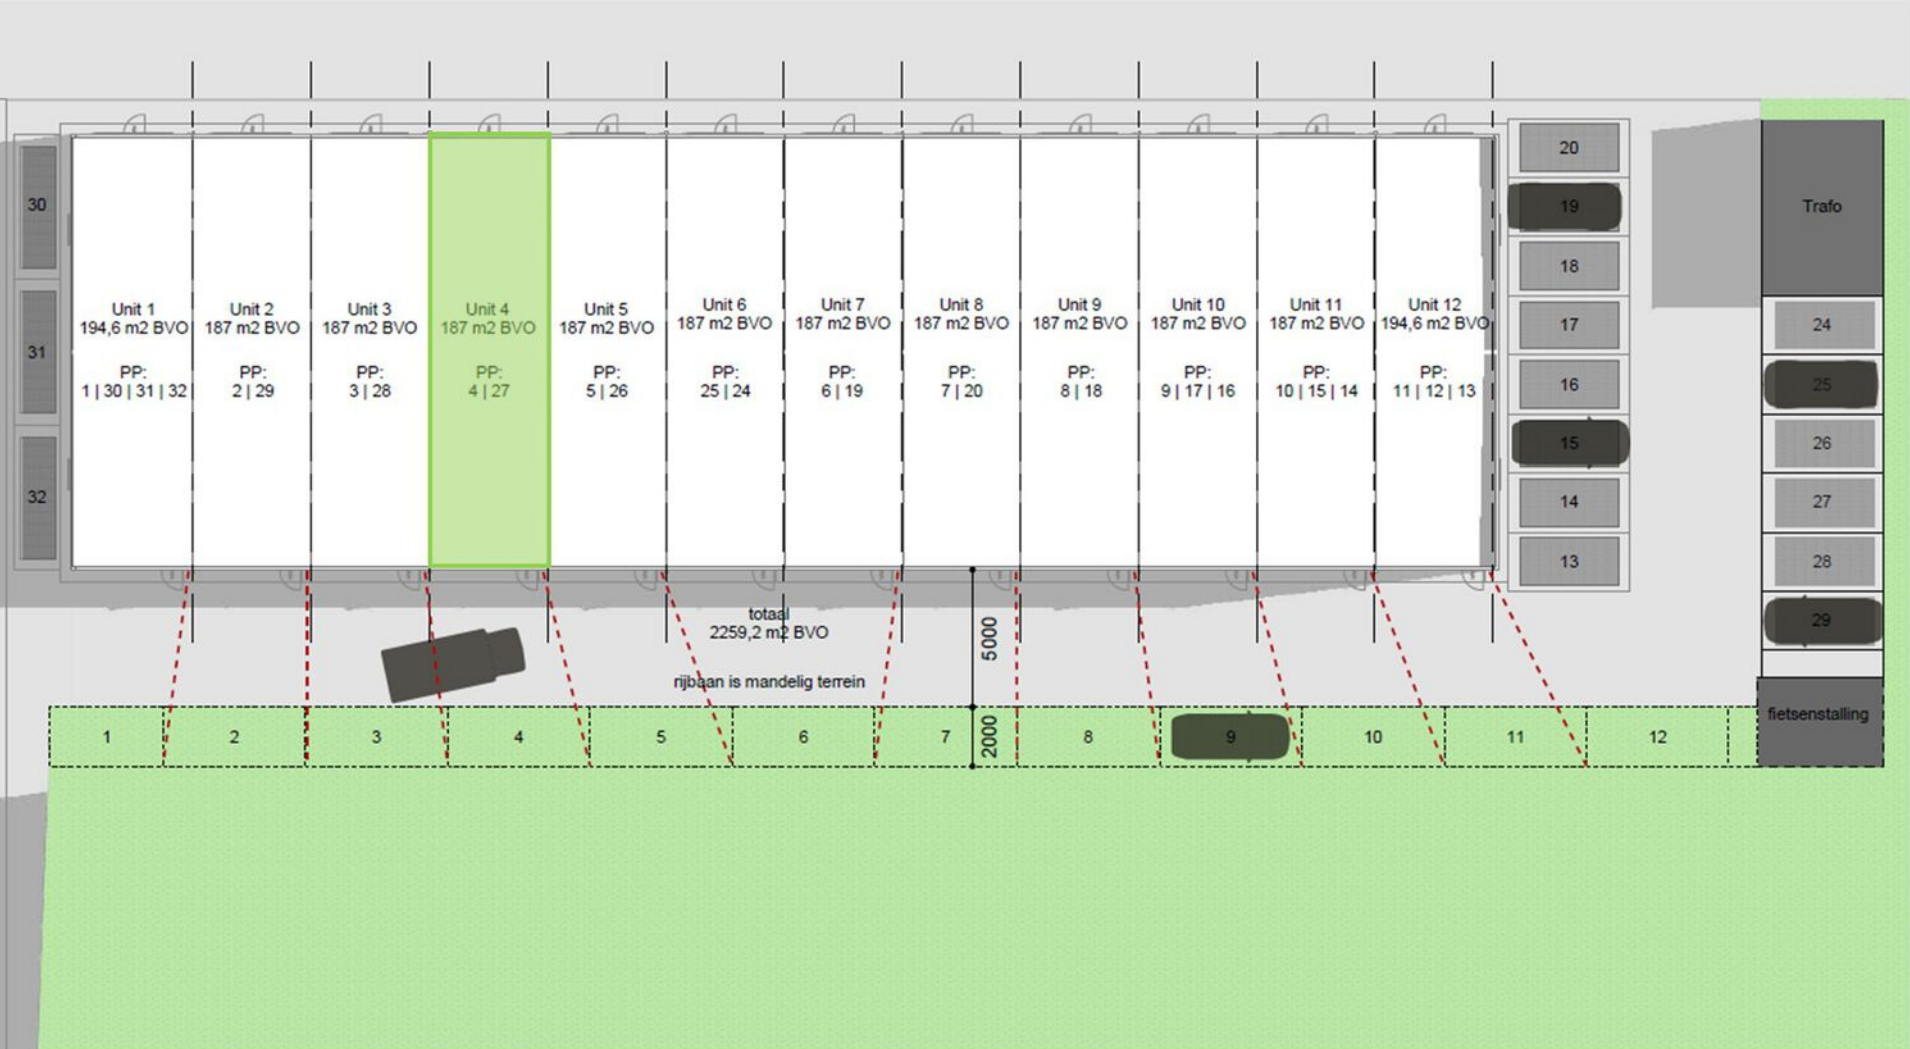 30
31
32
Unit 1
194,6 m2 BVO
PP:
1 | 30 | 31 | 32
Unit 2
187 m2 BVO
PP:
2 | 29
Unit 3
187 m2 BVO
PP:
3 | 28
Unit 4
187 m2 BVO
PP:
4 | 27
Unit 5
187 m2 BVO
PP:
5 | 26
Unit 6
187 m2 BVO
PP:
25 | 24
Unit 7
187 m2 BVO
PP:
6 | 19
Unit 8
187 m2 BVO
PP:
7 | 20
Unit 9
187 m2 BVO
PP:
8 | 18
Unit 10
187 m2 BVO
PP:
9 | 17 | 16
Unit 11
187 m2 BVO
PP:
10 | 15 | 14
Unit 12
194,6 m2 BVO
PP:
11 | 12 | 13
20
19
18
17
16
15
14
13
Trafo
24
25
26
27
28
29
fietsenstalling
totaal
2259,2 m2 BVO
rijbaan is mandelig terrein
5000
2000
1
2
3
4
5
6
7
8
9
10
11
12